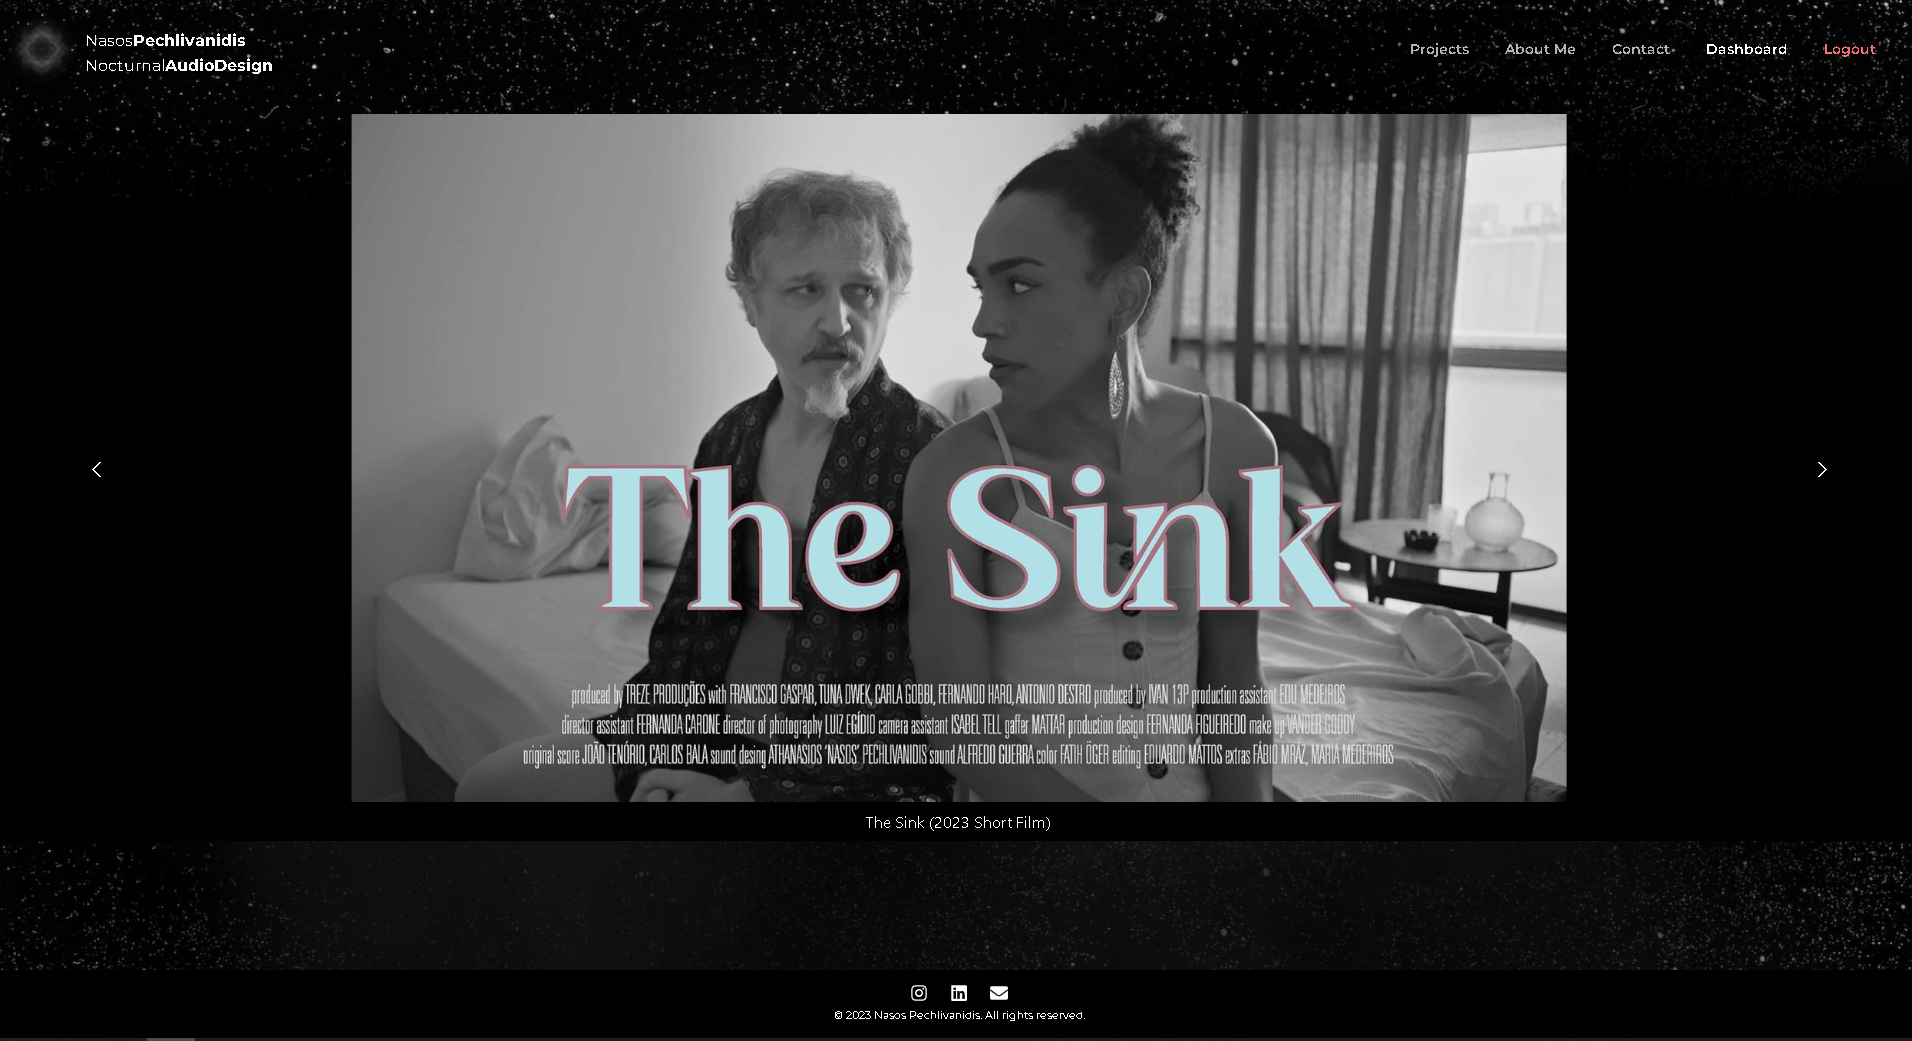 NasosPechlivanidis
NocturnalAudioDesign
Projects About Me Contact Dashboard Logout
The Sink
produced by TREZE PRODUÇÕES with FRANCISCO GASPAR, TUNA DWEK, CARLA GOBBI, FERNANDO HARO, ANTONIO DESTRO produced by IVAN 13P production assistant EDU MEDEIROS
director assistant FERNANDA CARONE director of photography LUIZ EGÍDIO camera assistant ISABEL TELL gaffer MATTAR production design FERNANDA FIGUEIREDO make up VANDER GODDY
original score JOÃO TENÓRIO, CARLOS BALA sound desing ATHANASIOS 'NASOS' PECHLIVANIDIS sound ALFREDO GUERRA color FATIH ÖGER editing EDUARDO MATTOS extras FÁBIO MRÁZ, MARIA MEDEHROS
The Sink (2023 Short Film)
© 2023 Nasos Pechlivanidis. All rights reserved.